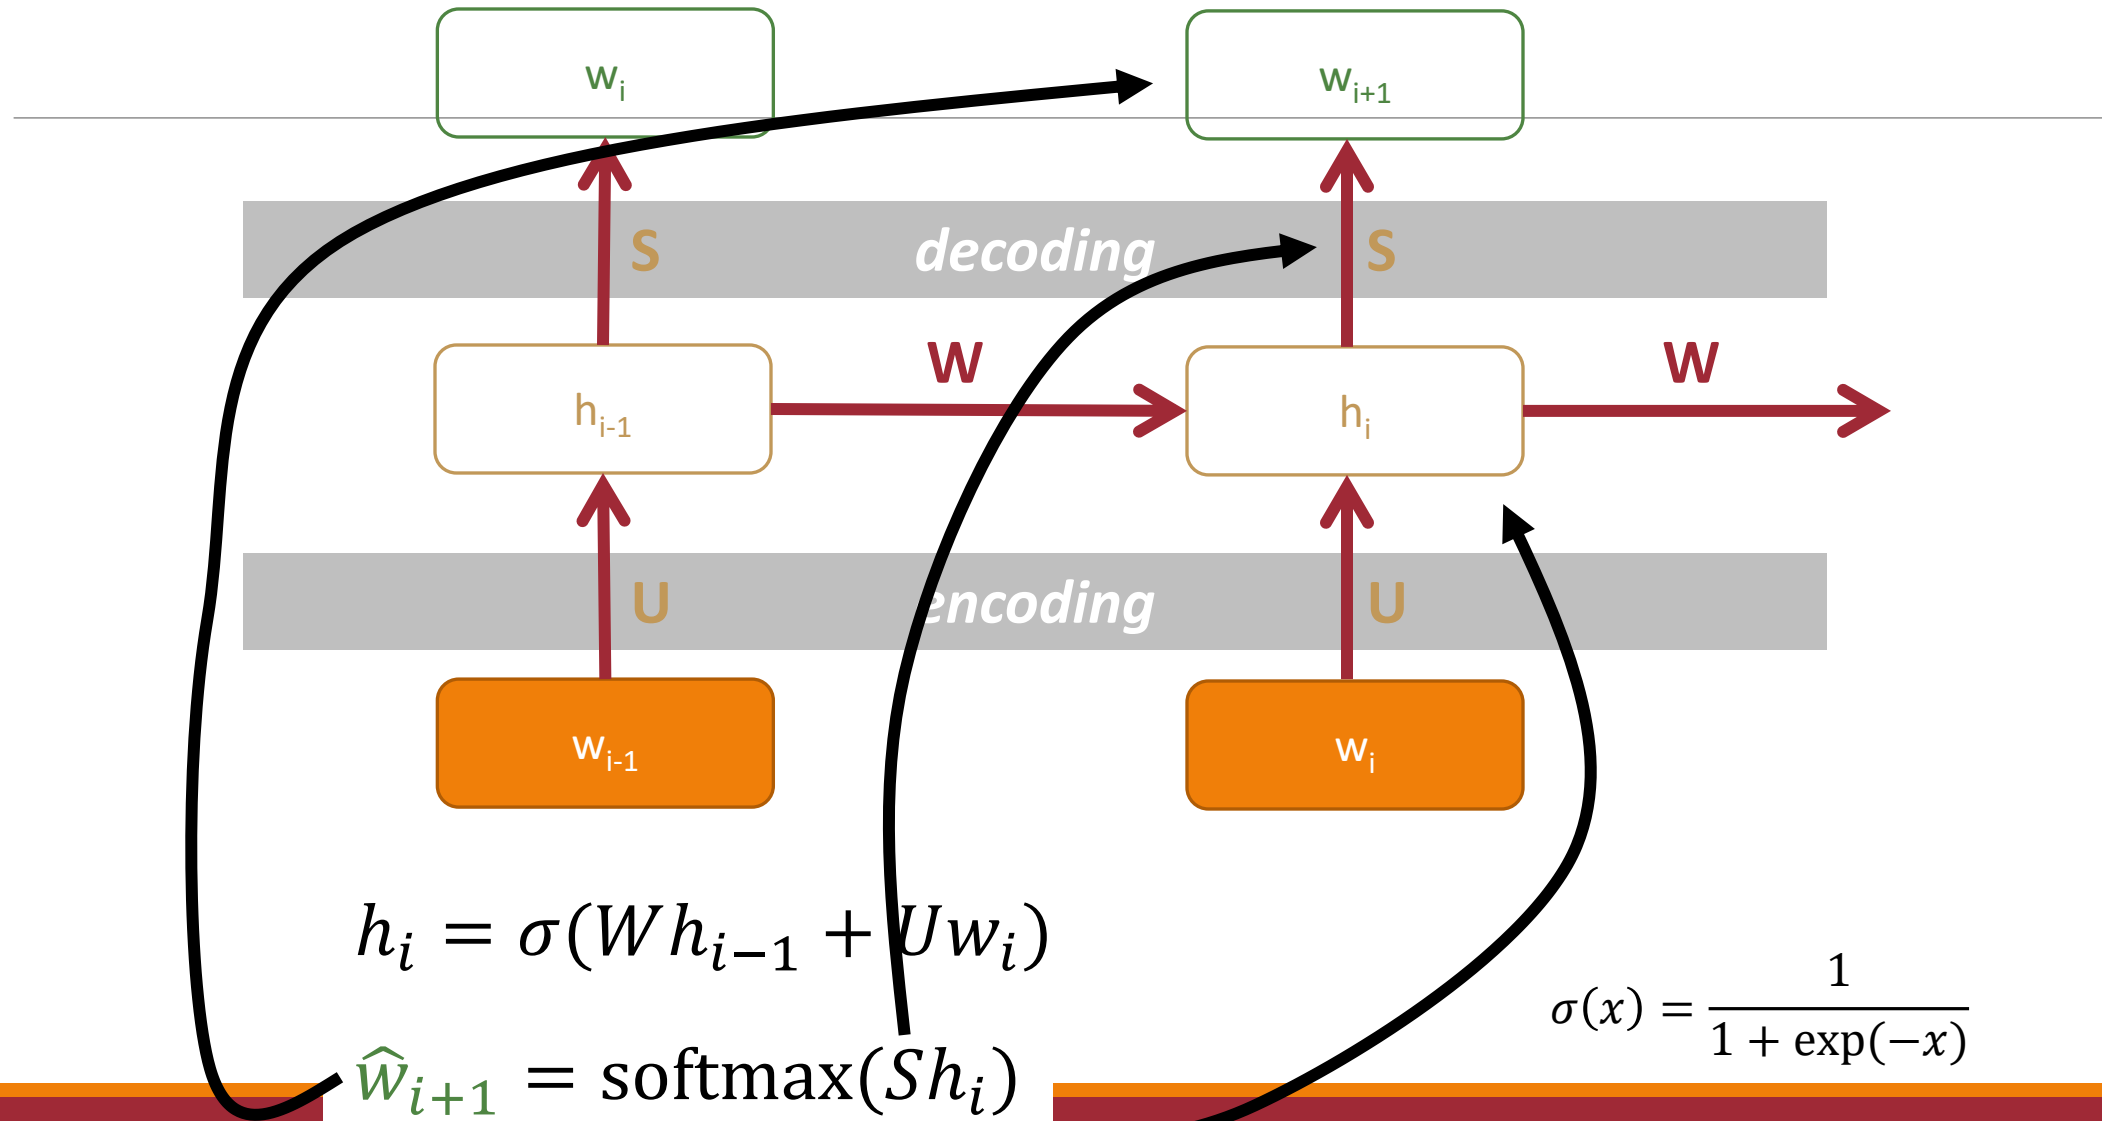 wᵢ wᵢ₊₁
S decoding S
W W
hᵢ₋₁ hᵢ
U encoding U
wᵢ₋₁ wᵢ
hᵢ = σ(Whᵢ₋₁ + Uwᵢ)
σ(x) = 1 / (1 + exp(−x))
ŵᵢ₊₁ = softmax(Shᵢ)